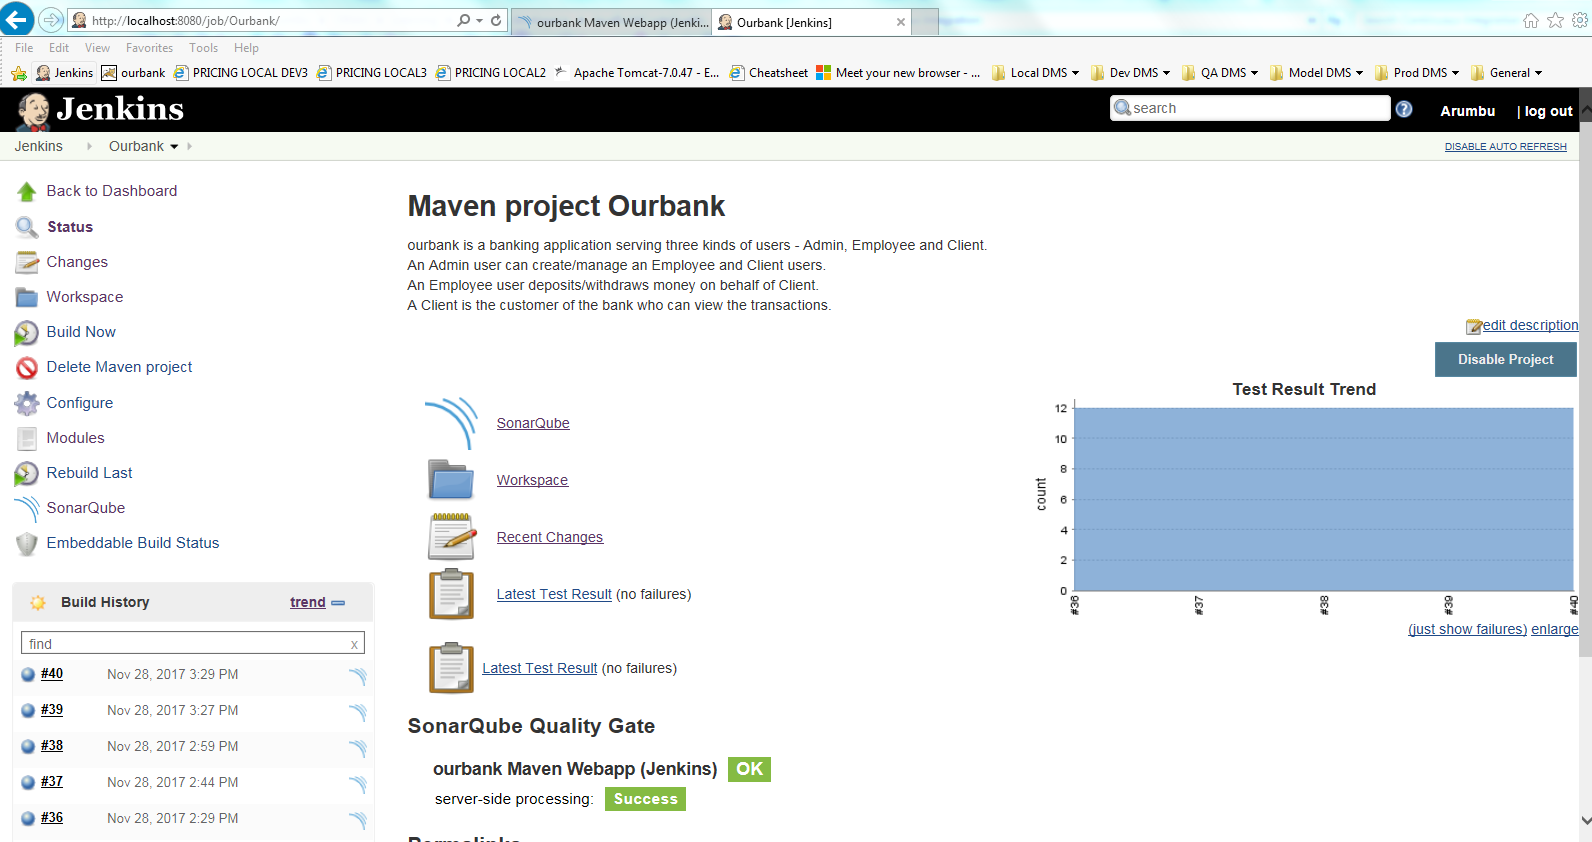 http://localhost:8080/job/Ourbank/
ourbank Maven Webapp (Jenki...
Ourbank [Jenkins]
File Edit View Favorites Tools Help
Jenkins ourbank PRICING LOCAL DEV3 PRICING LOCAL3 PRICING LOCAL2 Apache Tomcat-7.0.47 - E... Cheatsheet Meet your new browser - ... Local DMS Dev DMS QA DMS Model DMS Prod DMS General
Jenkins
search
Arumbu | log out
Jenkins Ourbank
DISABLE AUTO REFRESH
Back to Dashboard
Status
Changes
Workspace
Build Now
Delete Maven project
Configure
Modules
Rebuild Last
SonarQube
Embeddable Build Status
Build History trend
find x
#40 Nov 28, 2017 3:29 PM
#39 Nov 28, 2017 3:27 PM
#38 Nov 28, 2017 2:59 PM
#37 Nov 28, 2017 2:44 PM
#36 Nov 28, 2017 2:29 PM
Maven project Ourbank
ourbank is a banking application serving three kinds of users - Admin, Employee and Client.
An Admin user can create/manage an Employee and Client users.
An Employee user deposits/withdraws money on behalf of Client.
A Client is the customer of the bank who can view the transactions.
edit description
Disable Project
SonarQube
Workspace
Recent Changes
Latest Test Result (no failures)
Latest Test Result (no failures)
Test Result Trend
count
12
10
8
6
4
2
0
#36 #37 #38 #39 #40
(just show failures) enlarge
SonarQube Quality Gate
ourbank Maven Webapp (Jenkins) OK
server-side processing: Success
Permalinks